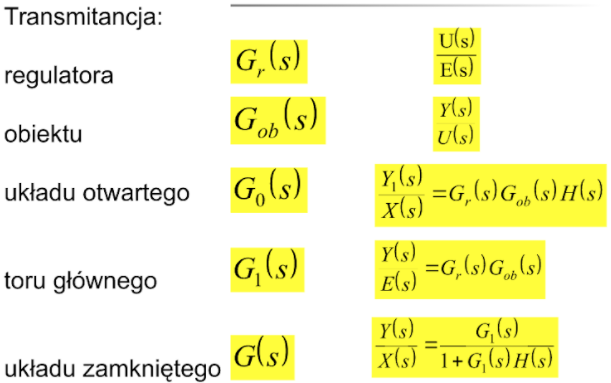 Transmitancja:
regulatora G_r(s) U(s)/E(s)
obiektu G_ob(s) Y(s)/U(s)
układu otwartego G_0(s) Y_1(s)/X(s) = G_r(s)G_ob(s)H(s)
toru głównego G_1(s) Y(s)/E(s) = G_r(s)G_ob(s)
układu zamkniętego G(s) Y(s)/X(s) = G_1(s)/(1+G_1(s)H(s))